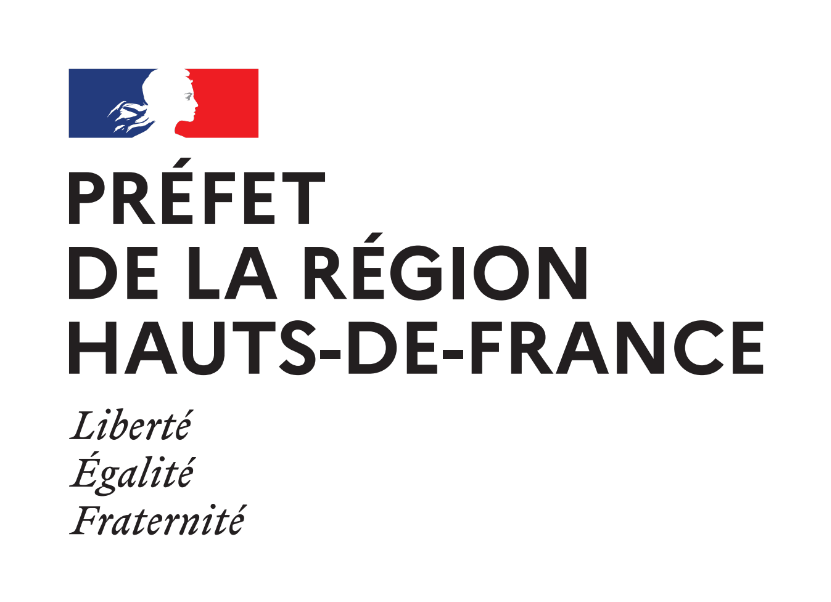 PRÉFET
DE LA RÉGION
HAUTS-DE-FRANCE
Liberté
Égalité
Fraternité